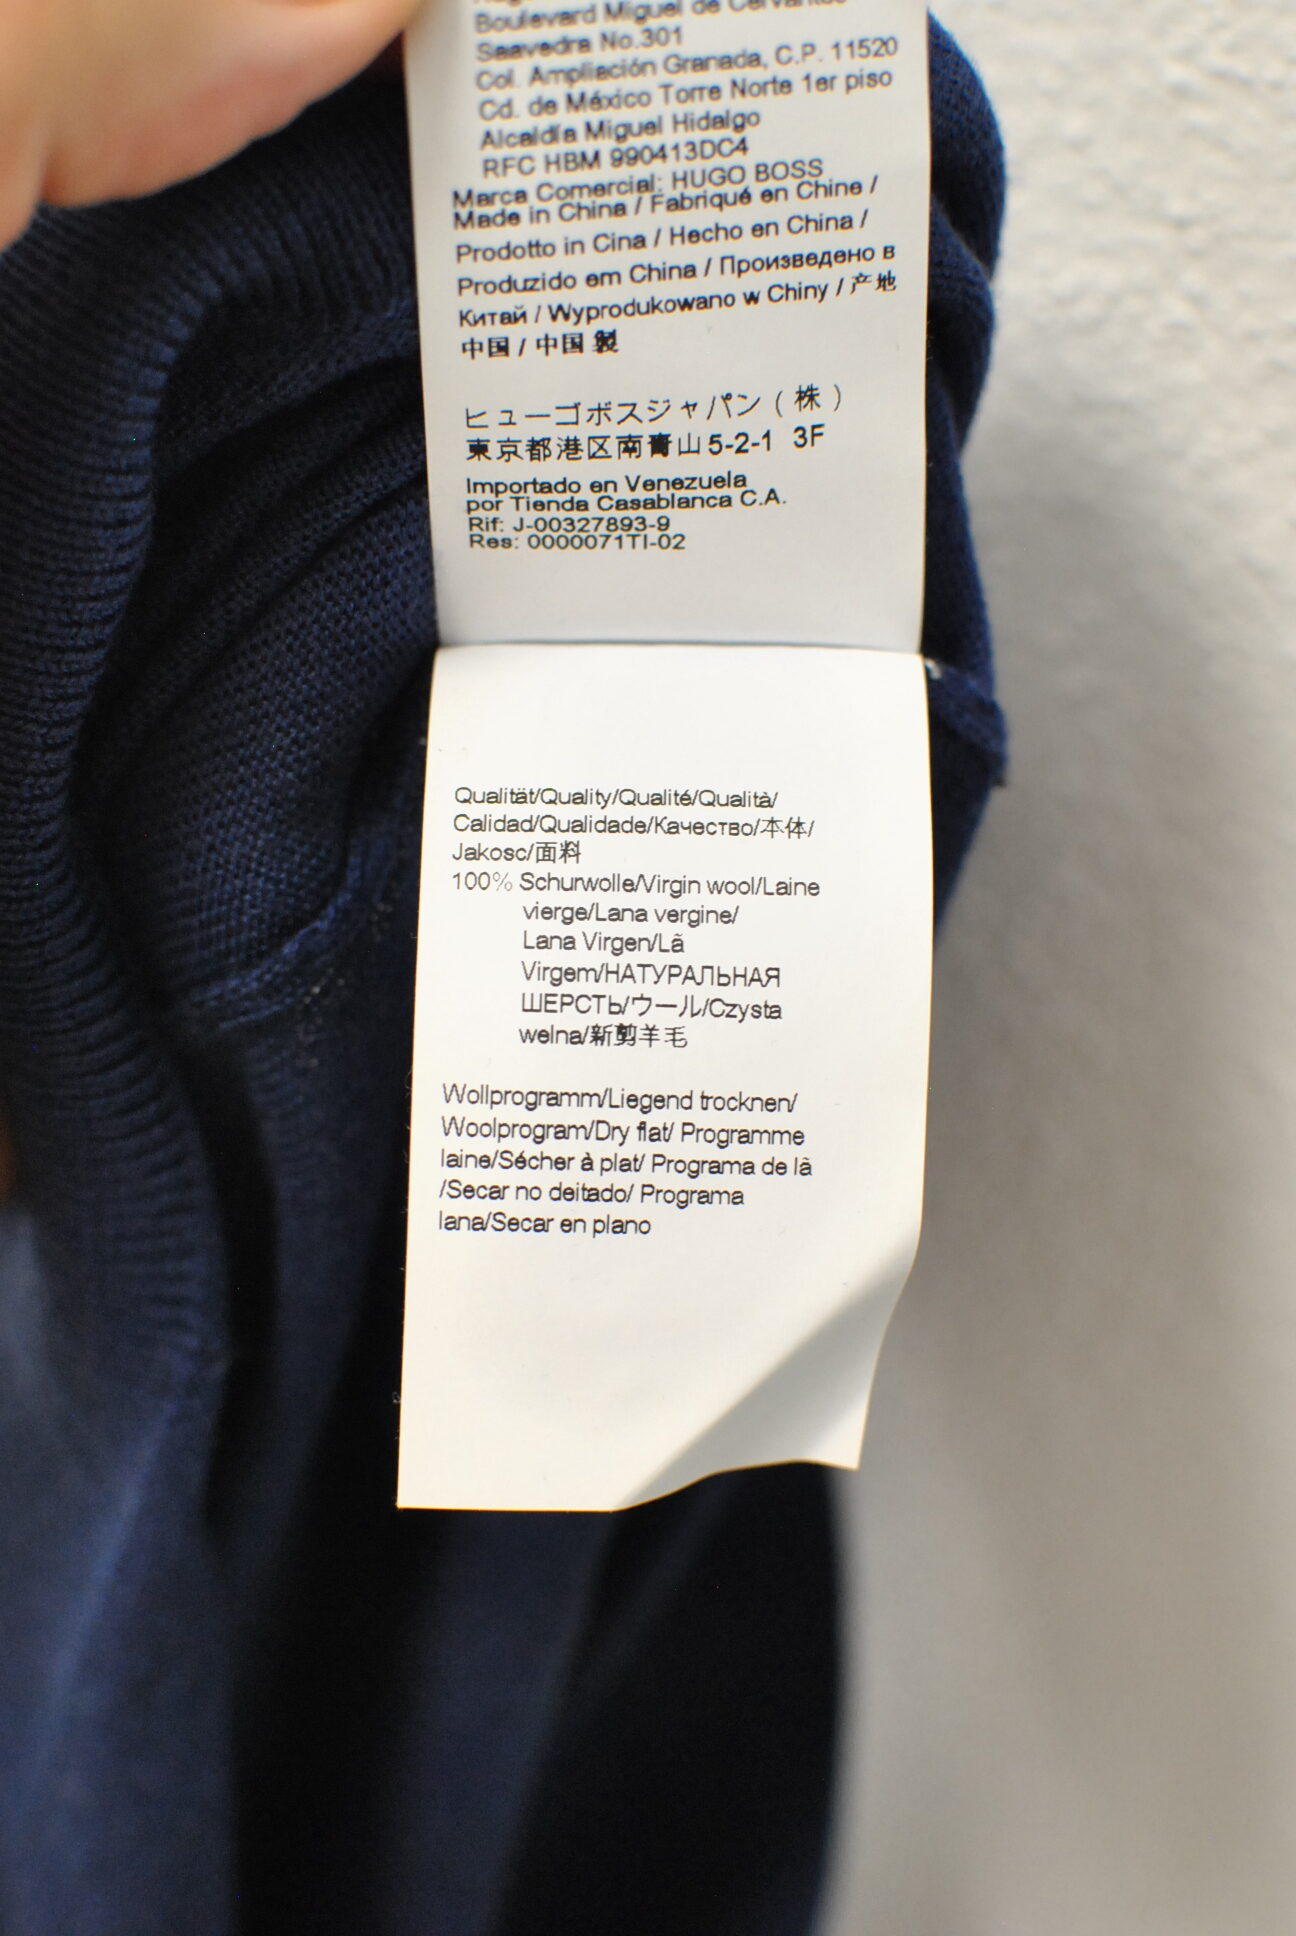 Boulevard Miguel de Cervantes
Saavedra No.301
Col. Ampliación Granada, C.P. 11520
Cd. de México Torre Norte 1er piso
Alcaldía Miguel Hidalgo
RFC HBM 990413DC4
Marca Comercial: HUGO BOSS
Made in China / Fabriqué en Chine /
Prodotto in Cina / Hecho en China /
Produzido em China / Произведено в
Китай / Wyprodukowano w Chiny / 产地
中国 / 中国 製
ヒューゴボスジャパン ( 株 )
東京都港区南青山5-2-1 3F
Importado en Venezuela
por Tienda Casablanca C.A.
Rif: J-00327893-9
Res: 0000071TI-02
Qualität/Quality/Qualité/Qualità/
Calidad/Qualidade/Качество/本体/
Jakosc/面料
100% Schurwolle/Virgin wool/Laine
vierge/Lana vergine/
Lana Virgen/Lã
Virgem/НАТУРАЛЬНАЯ
ШЕРСТЬ/ウール/Czysta
welna/新剪羊毛
Wollprogramm/Liegend trocknen/
Woolprogram/Dry flat/ Programme
laine/Sécher à plat/ Programa de lã
/Secar no deitado/ Programa
lana/Secar en plano